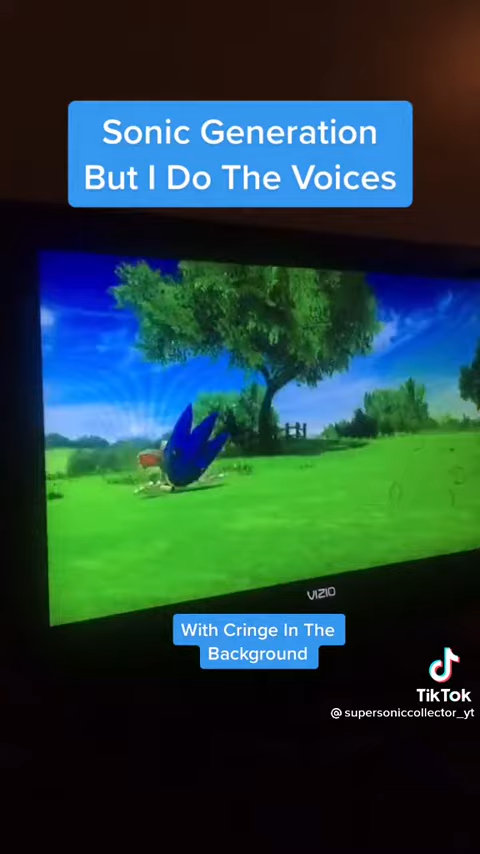 Sonic Generation
But I Do The Voices
VIZIO
With Cringe In The
Background
TikTok
@supersoniccollector_yt